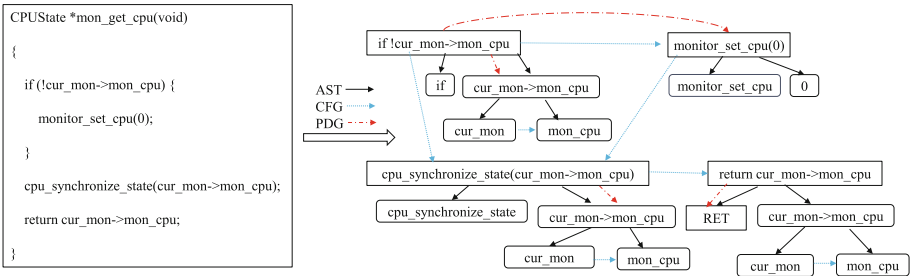 CPUState *mon_get_cpu(void)
{
if (!cur_mon->mon_cpu) {
monitor_set_cpu(0);
}
cpu_synchronize_state(cur_mon->mon_cpu);
return cur_mon->mon_cpu;
}
AST
CFG
PDG
if !cur_mon->mon_cpu
monitor_set_cpu(0)
if
cur_mon->mon_cpu
monitor_set_cpu
0
cur_mon
mon_cpu
cpu_synchronize_state(cur_mon->mon_cpu)
return cur_mon->mon_cpu
cpu_synchronize_state
cur_mon->mon_cpu
RET
cur_mon->mon_cpu
cur_mon
mon_cpu
cur_mon
mon_cpu